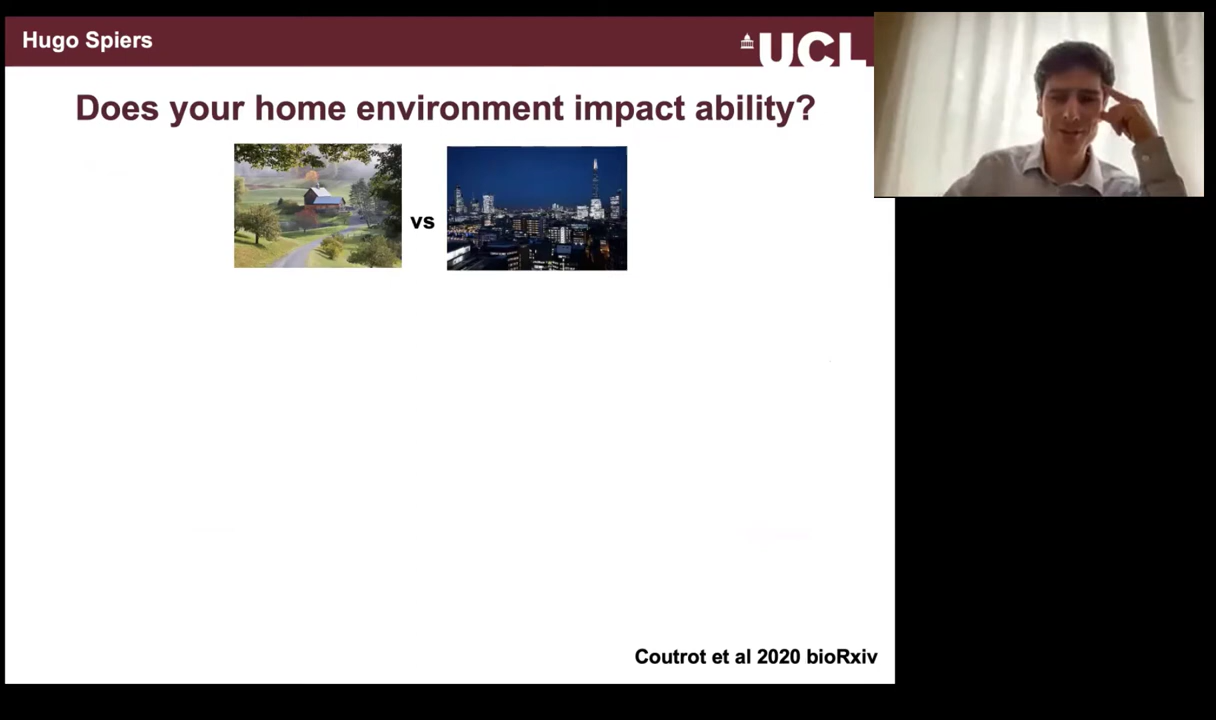 Hugo Spiers
UCL
Does your home environment impact ability?
vs
Coutrot et al 2020 bioRxiv